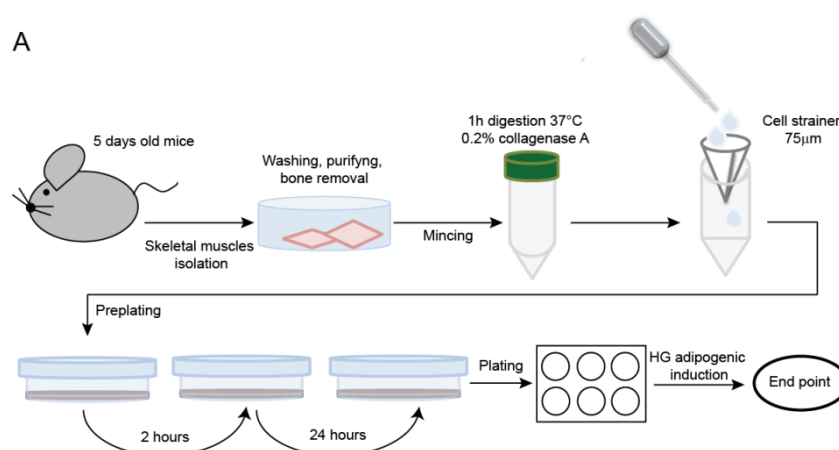 A
5 days old mice
Sketetal muscles
isolation
Washing, purifyng,
bone removal
Mincing
1h digestion 37°C
0.2% collagenase A
Cell strainer
75μm
Preplating
2 hours
24 hours
Plating
HG adipogenic
induction
End point